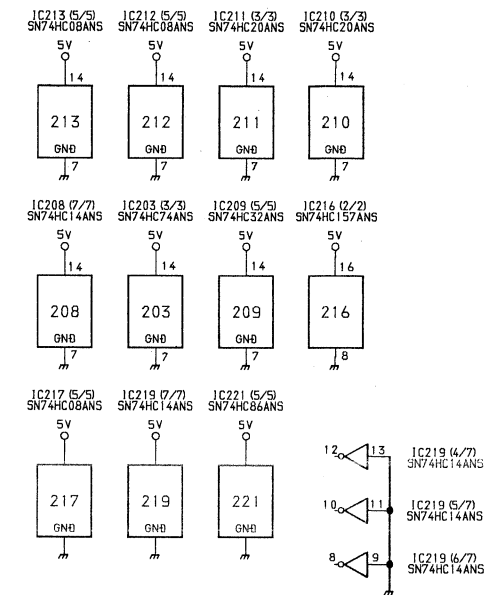 IC213 (5/5) IC212 (5/5) IC211 (3/3) IC210 (3/3)
SN74HC08ANS SN74HC08ANS SN74HC20ANS SN74HC20ANS
5V 5V 5V 5V
14 14 14 14
213 212 211 210
GND GND GND GND
7 7 7 7
IC208 (7/7) IC203 (3/3) IC209 (5/5) IC216 (2/2)
SN74HC14ANS SN74HC74ANS SN74HC32ANS SN74HC157ANS
5V 5V 5V 5V
14 14 14 16
208 203 209 216
GND GND GND
7 7 7 8
IC217 (5/5) IC219 (7/7) IC221 (5/5)
SN74HC08ANS SN74HC14ANS SN74HC86ANS
5V 5V 5V
217 219 221
GND GND GND
12 13 IC219 (4/7)
SN74HC14ANS
10 11 IC219 (5/7)
SN74HC14ANS
8 9 IC219 (6/7)
SN74HC14ANS